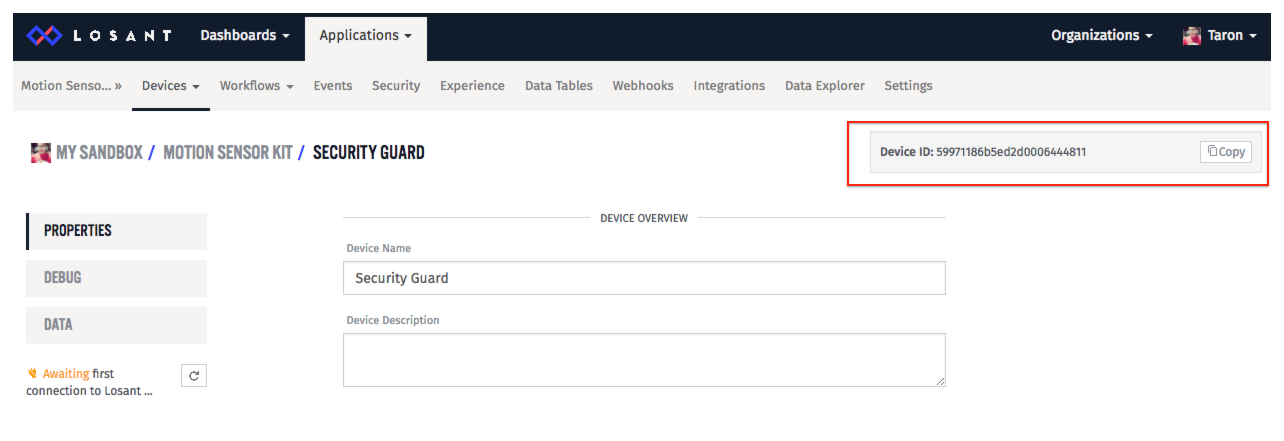 LOSANT Dashboards Applications Organizations Taron
Motion Senso... » Devices Workflows Events Security Experience Data Tables Webhooks Integrations Data Explorer Settings
MY SANDBOX / MOTION SENSOR KIT / SECURITY GUARD
Device ID: 59971186b5ed2d0006444811 Copy
PROPERTIES
DEBUG
DATA
Awaiting first
connection to Losant ...
DEVICE OVERVIEW
Device Name
Security Guard
Device Description